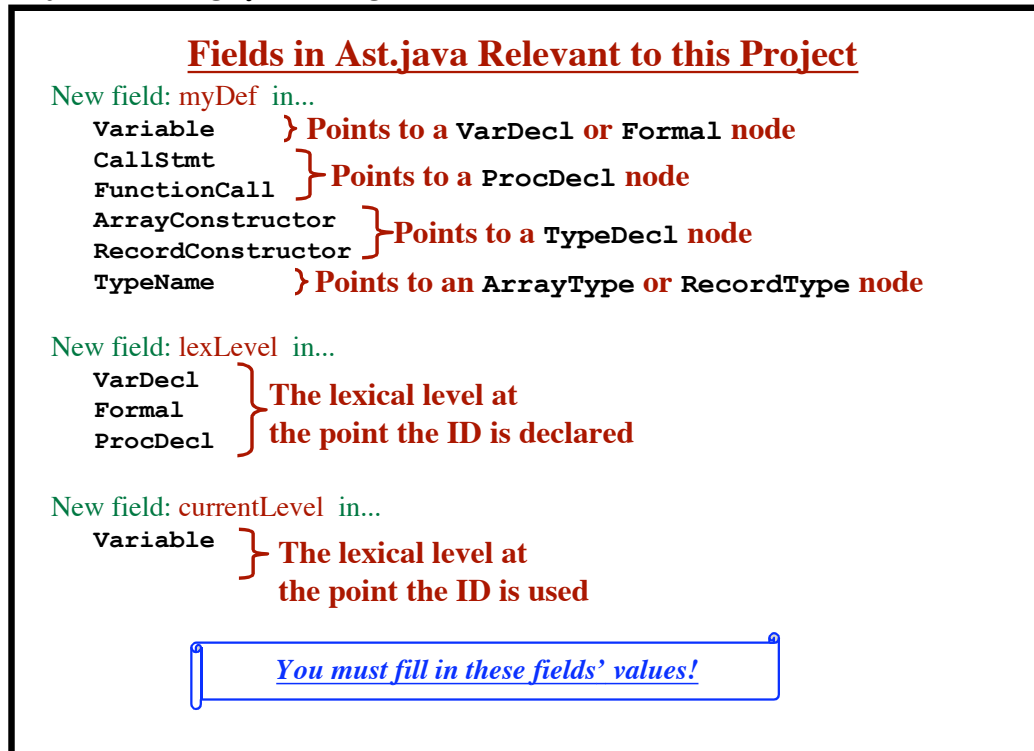 Fields in Ast.java Relevant to this Project
New field: myDef in...
Variable } Points to a VarDecl or Formal node
CallStmt
FunctionCall } Points to a ProcDecl node
ArrayConstructor
RecordConstructor } Points to a TypeDecl node
TypeName } Points to an ArrayType or RecordType node
New field: lexLevel in...
VarDecl
Formal
ProcDecl
The lexical level at
the point the ID is declared
New field: currentLevel in...
Variable
The lexical level at
the point the ID is used
You must fill in these fields' values!